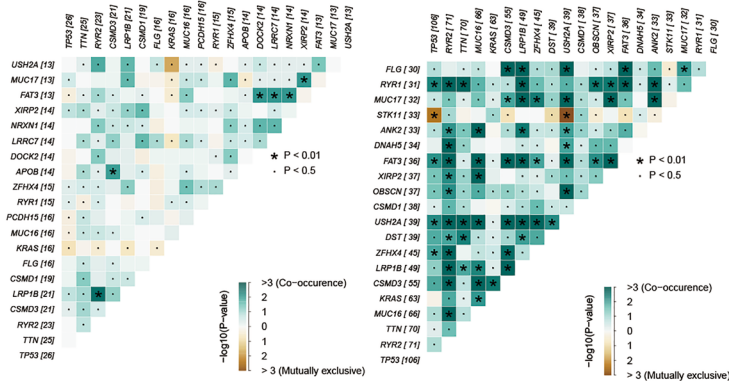 TP53 [26]
TTN [25]
RYR2 [23]
CSMD3 [21]
LRP1B [21]
CSMD1 [19]
FLG [16]
KRAS [16]
MUC16 [16]
PCDH15 [16]
RYR1 [15]
ZFHX4 [15]
APOB [14]
DOCK2 [14]
LRRC7 [14]
NRXN1 [14]
XIRP2 [14]
FAT3 [13]
MUC17 [13]
USH2A [13]
USH2A [13]
MUC17 [13]
FAT3 [13]
XIRP2 [14]
NRXN1 [14]
LRRC7 [14]
DOCK2 [14]
APOB [14]
ZFHX4 [15]
RYR1 [15]
PCDH15 [16]
MUC16 [16]
KRAS [16]
FLG [16]
CSMD1 [19]
LRP1B [21]
CSMD3 [21]
RYR2 [23]
TTN [25]
TP53 [26]
* P < 0.01
· P < 0.5
-log10(P-value)
>3 (Co-occurence)
2
1
0
1
2
> 3 (Mutually exclusive)
TP53 [106]
RYR2 [ 71]
TTN [ 70]
MUC16 [ 66]
KRAS [ 63]
CSMD3 [ 55]
LRP1B [ 49]
ZFHX4 [ 45]
DST [ 39]
USH2A [ 39]
CSMD1 [ 38]
OBSCN [ 37]
XIRP2 [ 37]
FAT3 [ 36]
DNAH5 [ 34]
ANK2 [ 33]
STK11 [ 33]
MUC17 [ 32]
RYR1 [ 31]
FLG [ 30]
FLG [ 30]
RYR1 [ 31]
MUC17 [ 32]
STK11 [ 33]
ANK2 [ 33]
DNAH5 [ 34]
FAT3 [ 36]
XIRP2 [ 37]
OBSCN [ 37]
CSMD1 [ 38]
USH2A [ 39]
DST [ 39]
ZFHX4 [ 45]
LRP1B [ 49]
CSMD3 [ 55]
KRAS [ 63]
MUC16 [ 66]
TTN [ 70]
RYR2 [ 71]
TP53 [106]
* P < 0.01
· P < 0.5
-log10(P-value)
>3 (Co-occurence)
2
1
0
1
2
> 3 (Mutually exclusive)